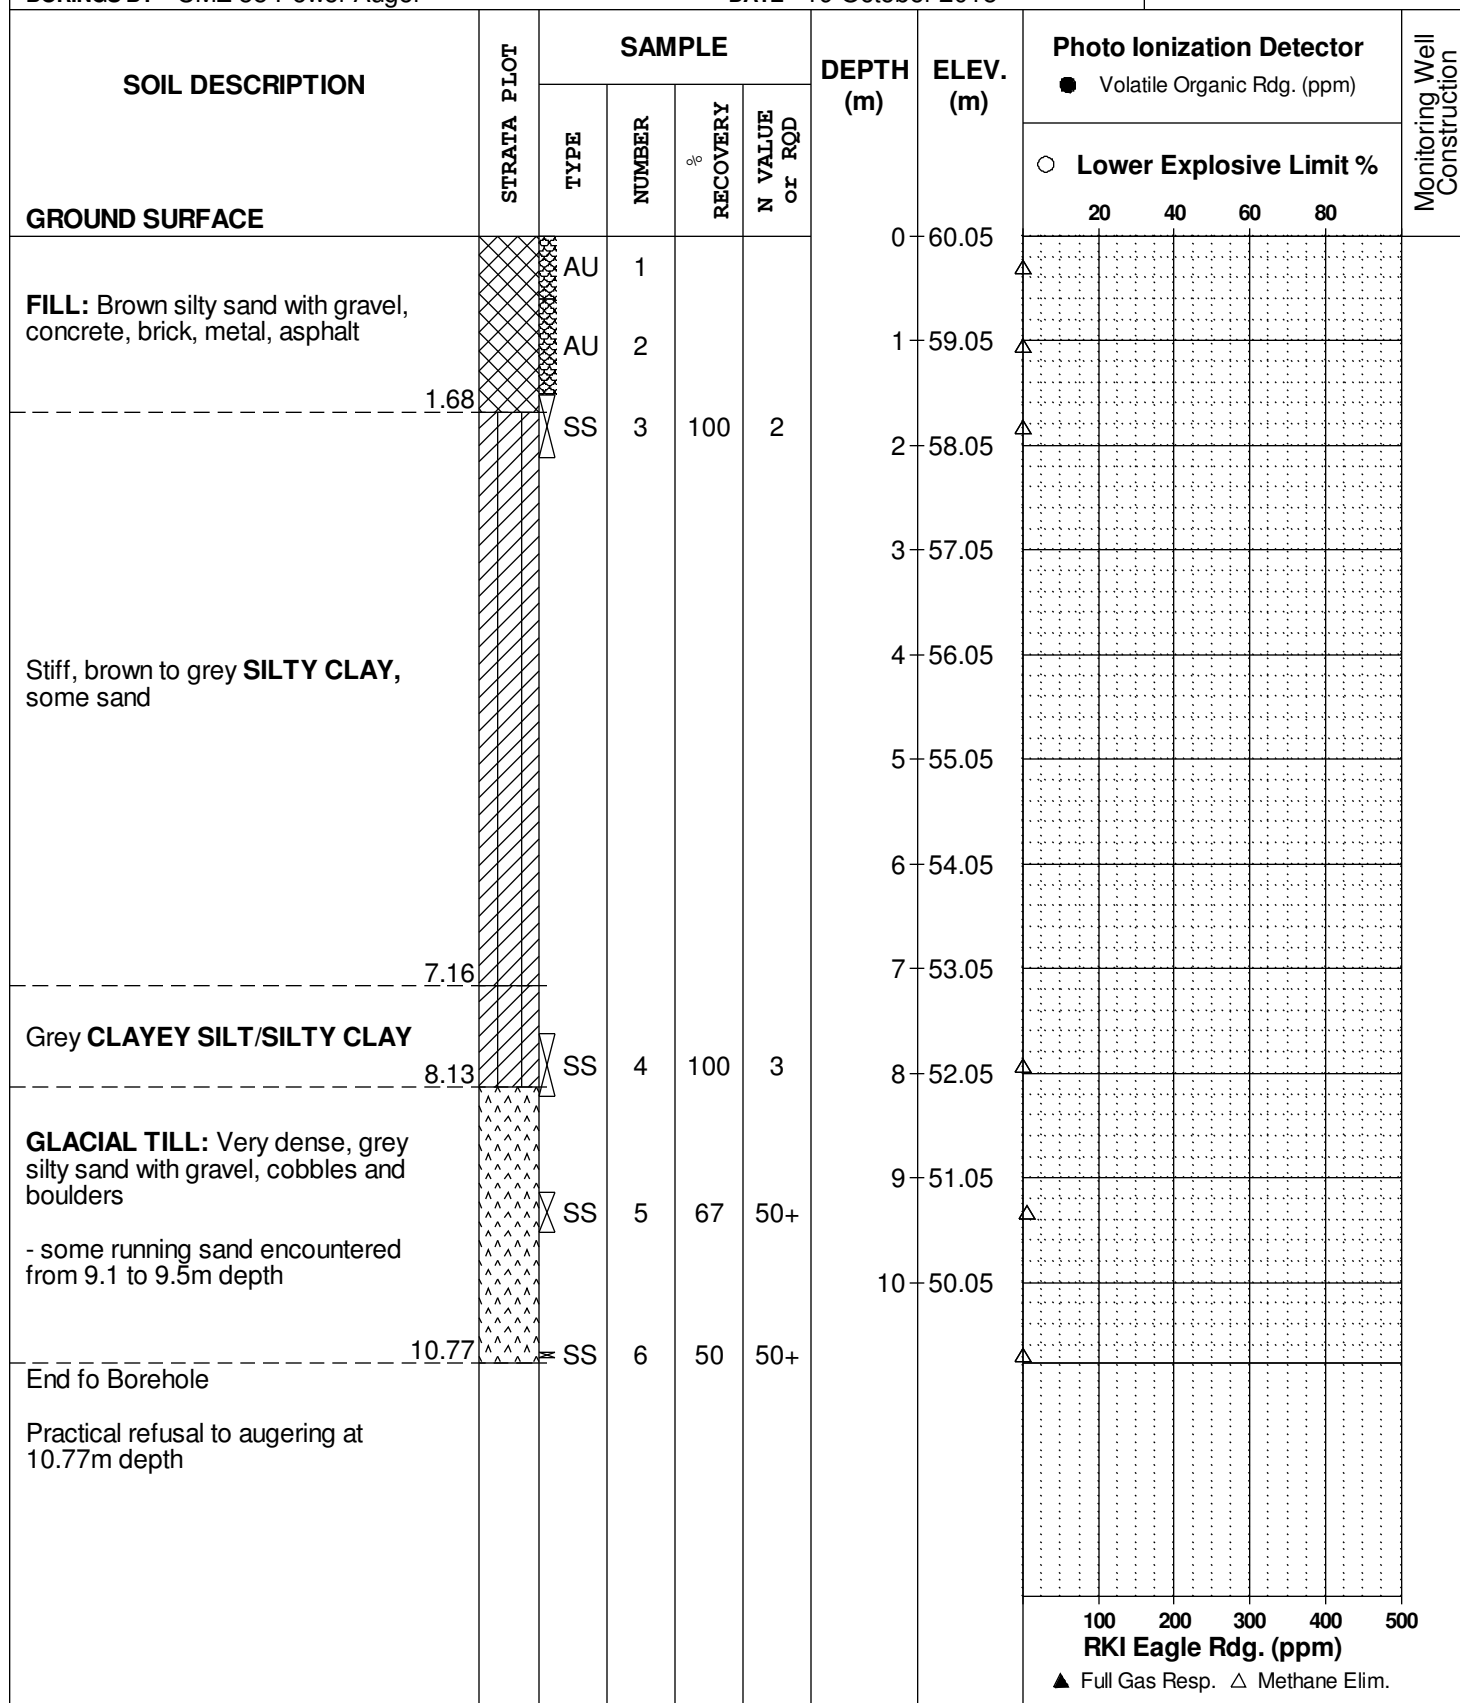 SOIL DESCRIPTION
GROUND SURFACE
STRATA PLOT
SAMPLE
TYPE
NUMBER
%
RECOVERY
N VALUE
or RQD
DEPTH
(m)
ELEV.
(m)
Photo Ionization Detector
● Volatile Organic Rdg. (ppm)
○ Lower Explosive Limit %
20 40 60 80
Monitoring Well
Construction
0 60.05
AU 1
FILL: Brown silty sand with gravel,
concrete, brick, metal, asphalt
AU 2
1 59.05
1.68
SS 3 100 2
2 58.05
3 57.05
4 56.05
Stiff, brown to grey SILTY CLAY,
some sand
5 55.05
6 54.05
7 53.05
7.16
Grey CLAYEY SILT/SILTY CLAY
SS 4 100 3
8 52.05
8.13
GLACIAL TILL: Very dense, grey
silty sand with gravel, cobbles and
boulders
9 51.05
SS 5 67 50+
- some running sand encountered
from 9.1 to 9.5m depth
10 50.05
10.77
SS 6 50 50+
End fo Borehole
Practical refusal to augering at
10.77m depth
100 200 300 400 500
RKI Eagle Rdg. (ppm)
▲ Full Gas Resp. △ Methane Elim.